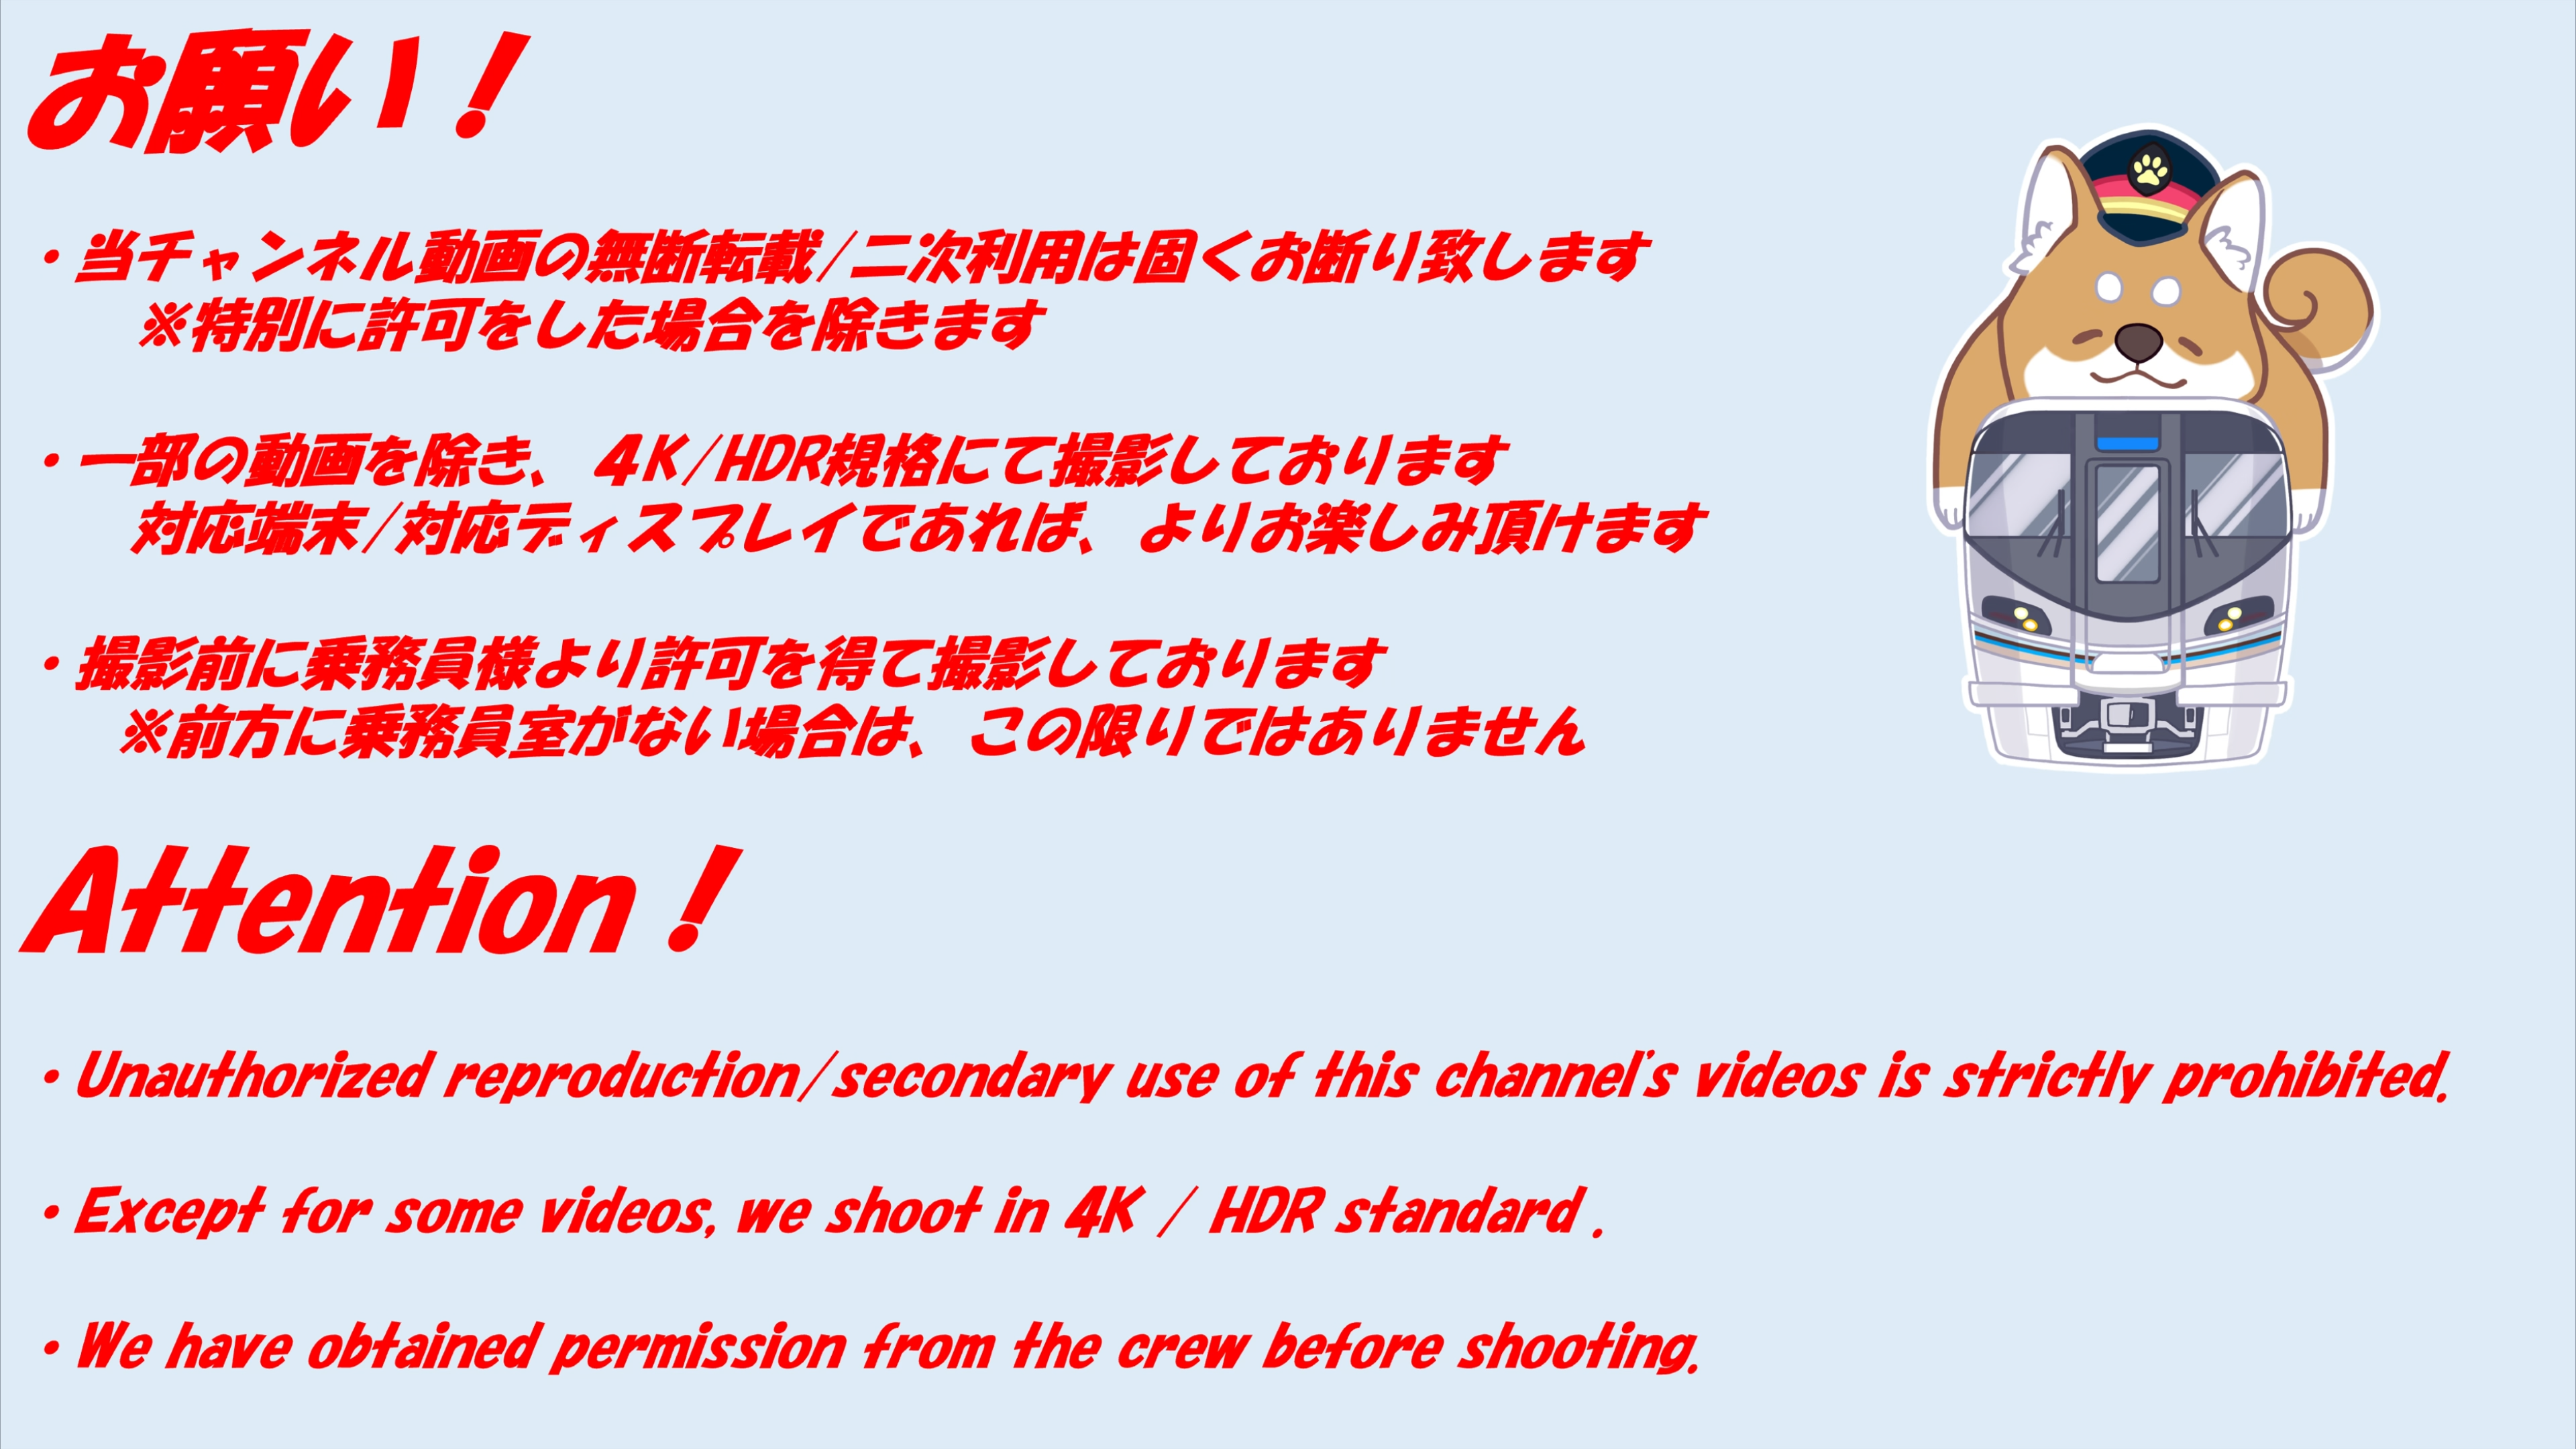 お願い！
・当チャンネル動画の無断転載/二次利用は固くお断り致します
※特別に許可をした場合を除きます
・一部の動画を除き、４K/HDR規格にて撮影しております
対応端末/対応ディスプレイであれば、よりお楽しみ頂けます
・撮影前に乗務員様より許可を得て撮影しております
※前方に乗務員室がない場合は、この限りではありません
Attention！
・Unauthorized reproduction/secondary use of this channel's videos is strictly prohibited.
・Except for some videos, we shoot in 4K / HDR standard .
・We have obtained permission from the crew before shooting.